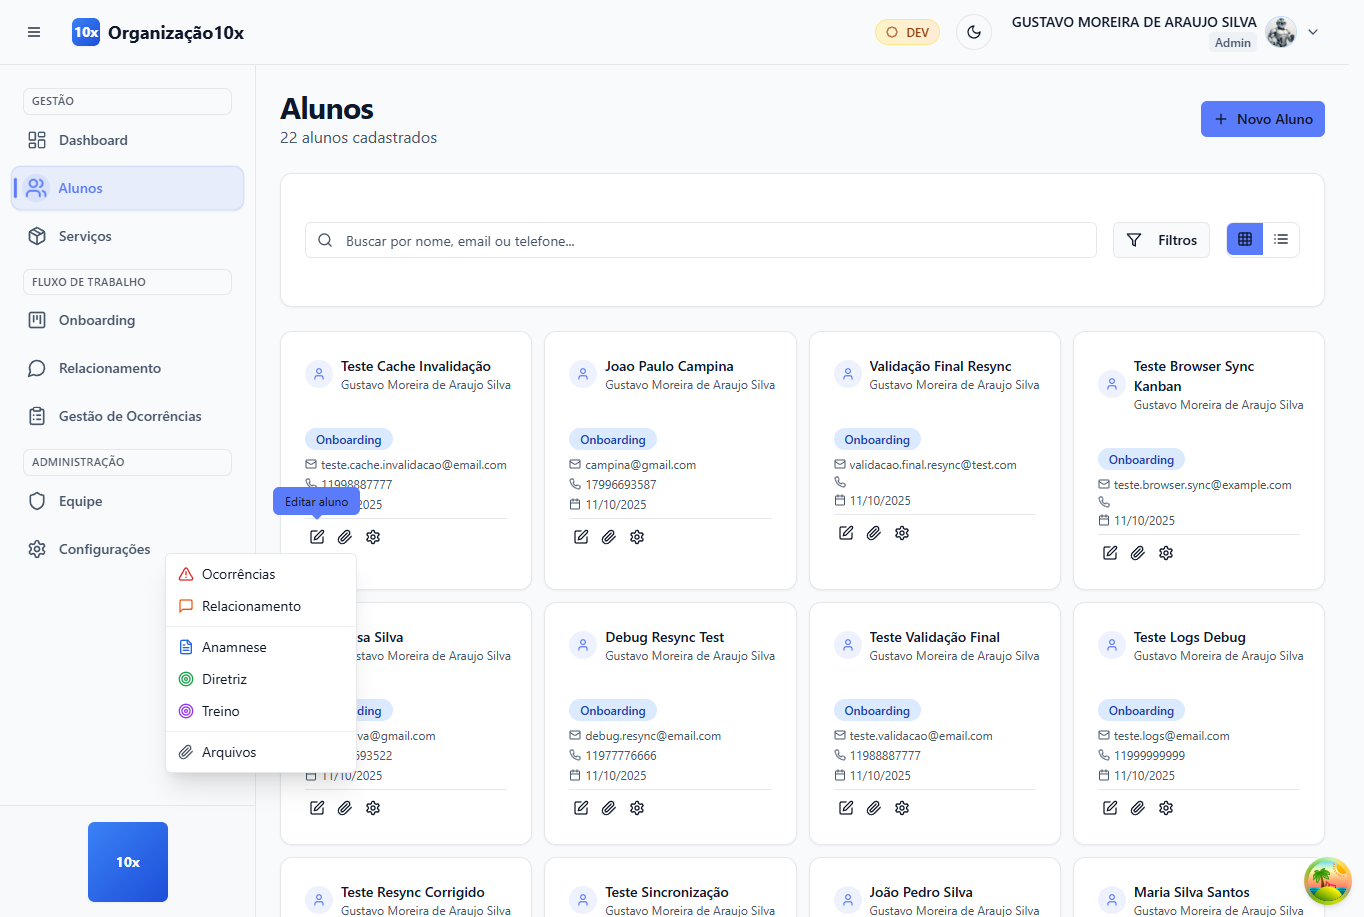 10x Organização10x
DEV
GUSTAVO MOREIRA DE ARAUJO SILVA
Admin
GESTÃO
Dashboard
Alunos
Serviços
FLUXO DE TRABALHO
Onboarding
Relacionamento
Gestão de Ocorrências
ADMINISTRAÇÃO
Equipe
Configurações
10x
Alunos
22 alunos cadastrados
Novo Aluno
Buscar por nome, email ou telefone...
Filtros
Teste Cache Invalidação
Gustavo Moreira de Araujo Silva
Onboarding
teste.cache.invalidacao@email.com
11998887777
2025
Editar aluno
Joao Paulo Campina
Gustavo Moreira de Araujo Silva
Onboarding
campina@gmail.com
17996693587
11/10/2025
Validação Final Resync
Gustavo Moreira de Araujo Silva
Onboarding
validacao.final.resync@test.com
11/10/2025
Teste Browser Sync
Kanban
Gustavo Moreira de Araujo Silva
Onboarding
teste.browser.sync@example.com
11/10/2025
Ocorrências
Relacionamento
Anamnese
Diretriz
Treino
Arquivos
sa Silva
stavo Moreira de Araujo Silva
ding
va@gmail.com
593522
11/10/2025
Debug Resync Test
Gustavo Moreira de Araujo Silva
Onboarding
debug.resync@email.com
11977776666
11/10/2025
Teste Validação Final
Gustavo Moreira de Araujo Silva
Onboarding
teste.validacao@email.com
11988887777
11/10/2025
Teste Logs Debug
Gustavo Moreira de Araujo Silva
Onboarding
teste.logs@email.com
11999999999
11/10/2025
Teste Resync Corrigido
Gustavo Moreira de Araujo Silva
Teste Sincronização
Gustavo Moreira de Araujo Silva
João Pedro Silva
Gustavo Moreira de Araujo Silva
Maria Silva Santos
Gustavo Moreira de Araujo Silva